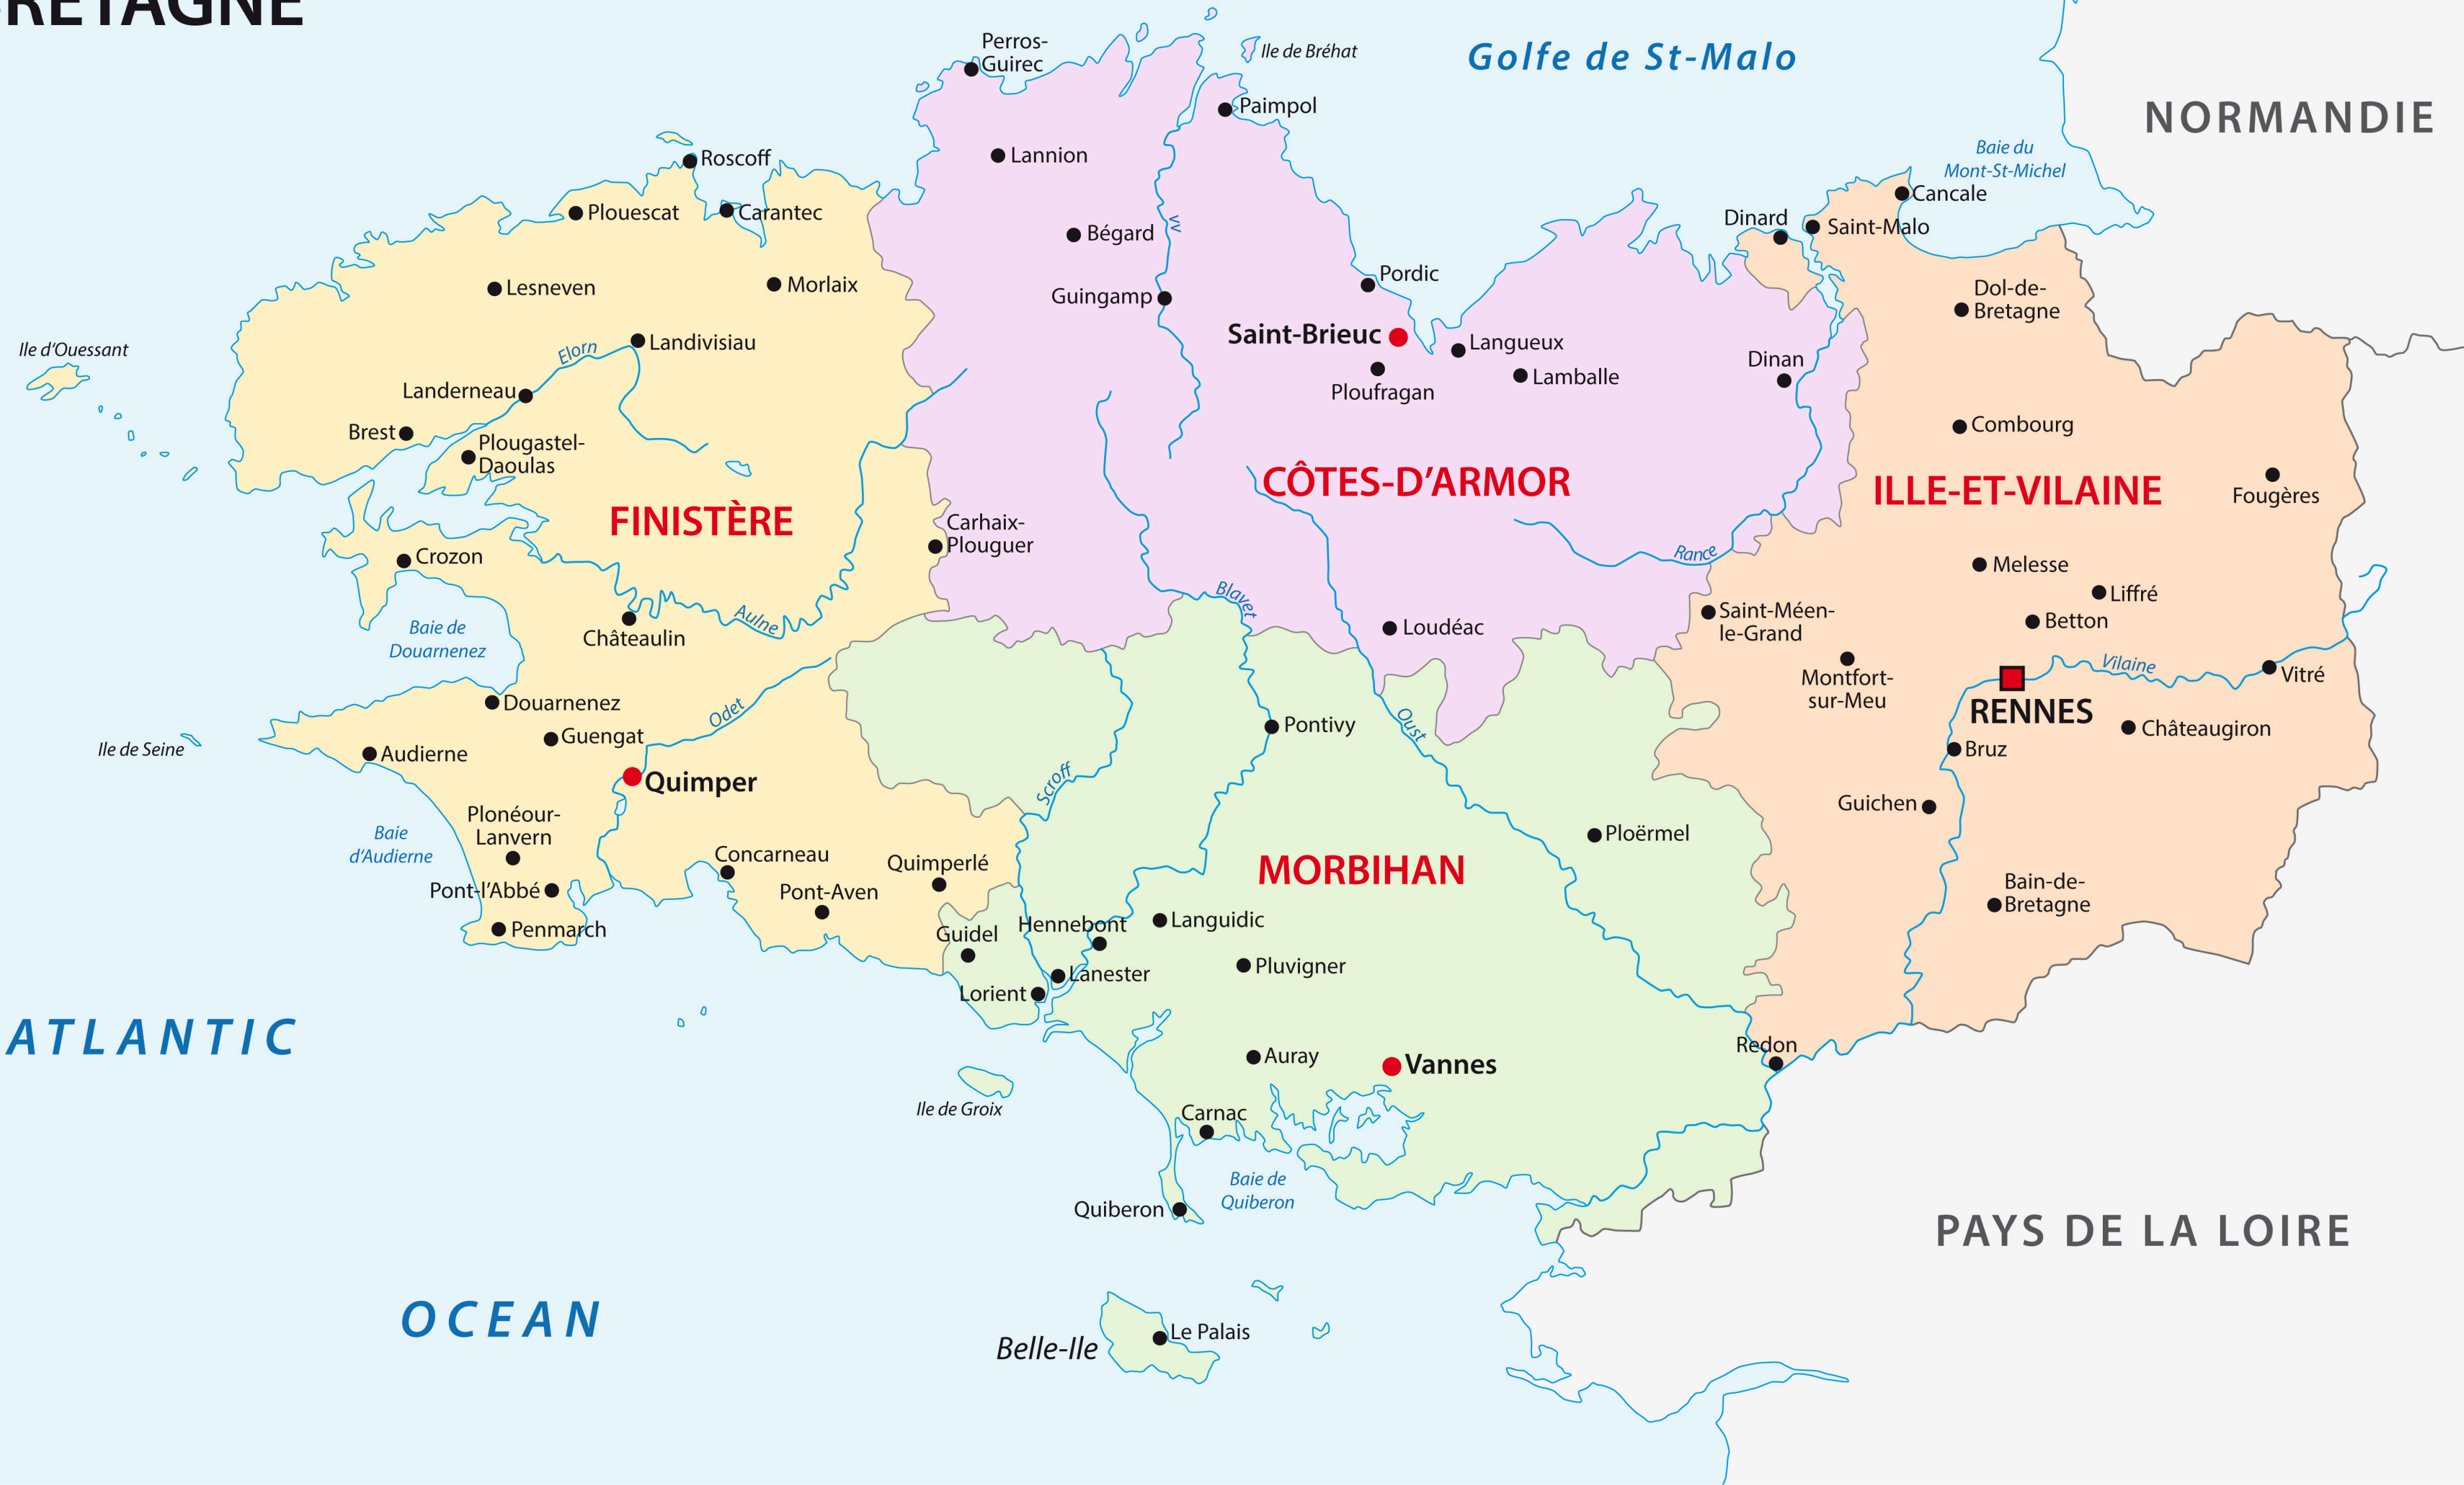 BRETAGNE
Perros-
Guirec
Ile de Bréhat
Golfe de St-Malo
Paimpol
NORMANDIE
Roscoff
Lannion
Baie du
Mont-St-Michel
Plouescat
Carantec
Cancale
Bégard
Dinard
Saint-Malo
Lesneven
Morlaix
Guingamp
Pordic
Dol-de-
Bretagne
Ile d'Ouessant
Elorn
Landivisiau
Saint-Brieuc
Langueux
Dinan
Landerneau
Ploufragan
Lamballe
Brest
Plougastel-
Daoulas
Combourg
CÔTES-D'ARMOR
ILLE-ET-VILAINE
Fougères
FINISTÈRE
Carhaix-
Plouguer
Crozon
Rance
Melesse
Liffré
Blavet
Aulne
Châteaulin
Baie de
Douarnenez
Loudéac
Saint-Méen-
le-Grand
Betton
Montfort-
sur-Meu
Vilaine
Vitré
RENNES
Douarnenez
Odet
Pontivy
Oust
Châteaugiron
Ile de Seine
Audierne
Guengat
Bruz
Quimper
Scroff
Guichen
Plonéour-
Lanvern
Baie
d'Audierne
Concarneau
Quimperlé
MORBIHAN
Ploërmel
Pont-l'Abbé
Pont-Aven
Bain-de-
Bretagne
Penmarch
Guidel
Hennebont
Languidic
Lanester
Pluvigner
Lorient
ATLANTIC
Auray
Vannes
Redon
Ile de Groix
Carnac
Baie de
Quiberon
Quiberon
PAYS DE LA LOIRE
OCEAN
Belle-Ile
Le Palais